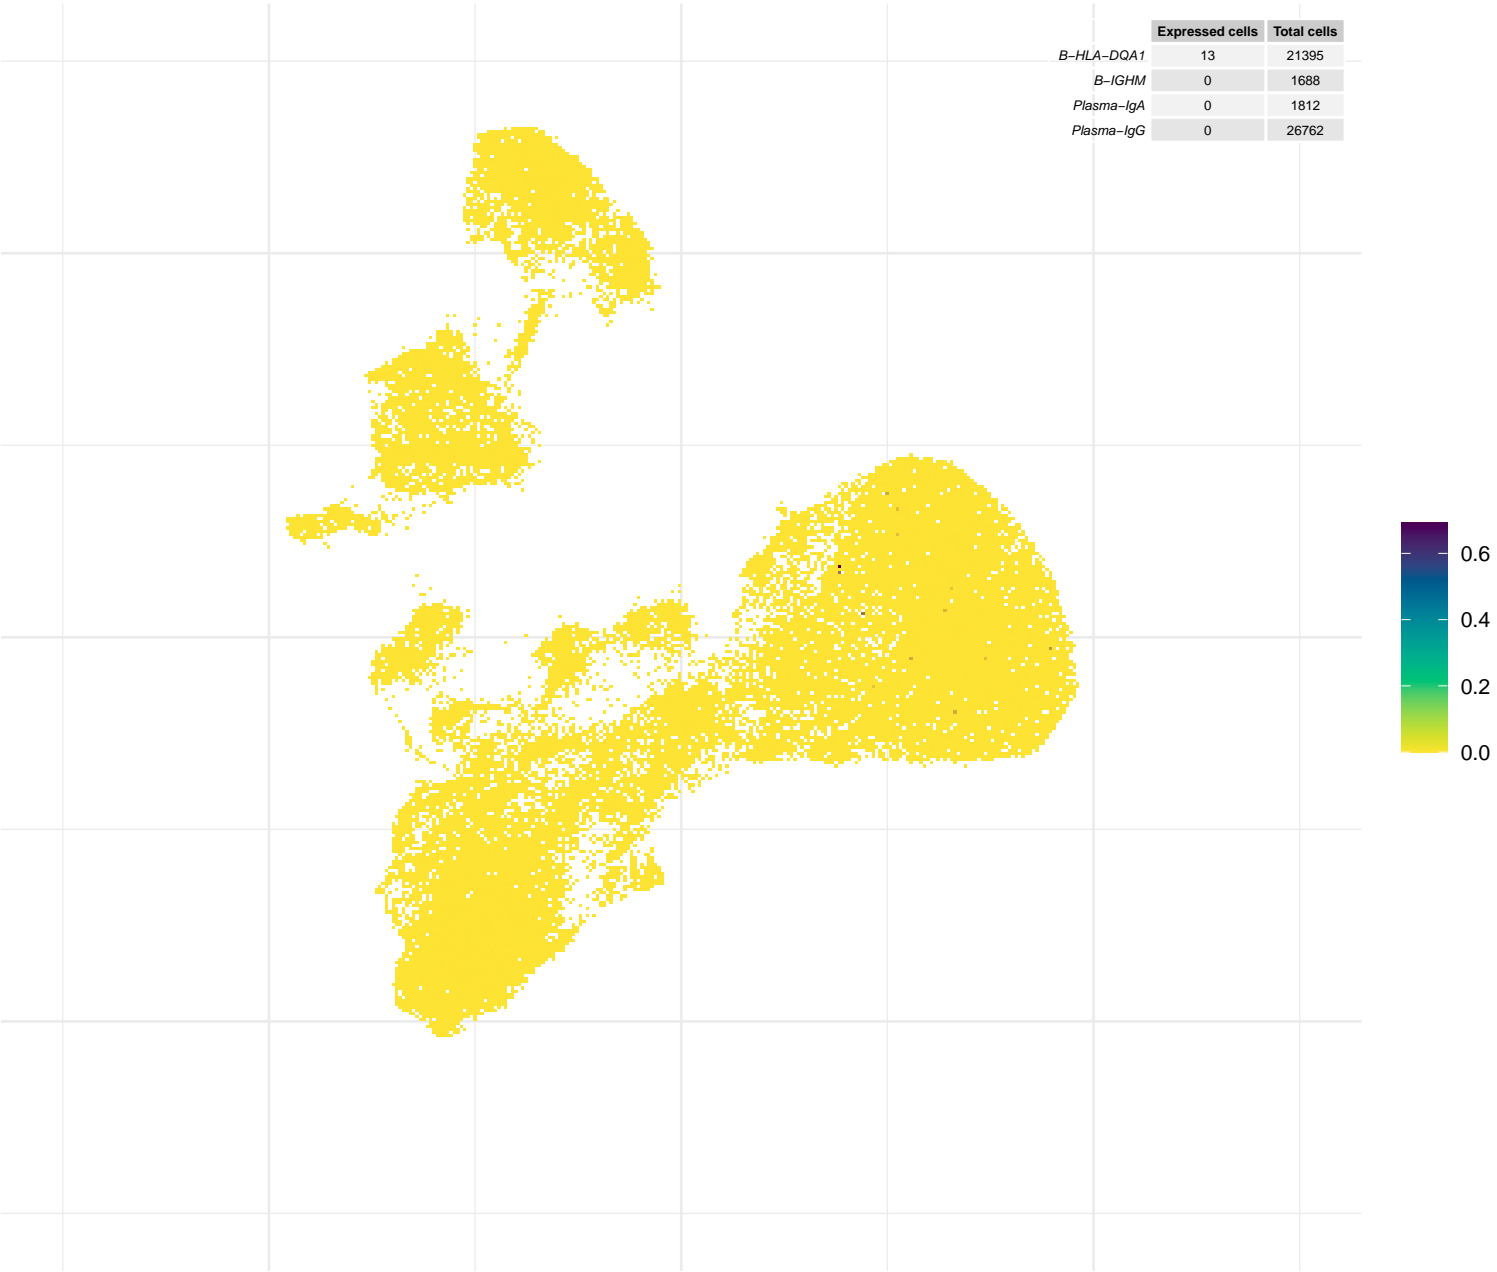 Expressed cells Total cells
B−HLA−DQA1 13 21395
B−IGHM 0 1688
Plasma−IgA 0 1812
Plasma−IgG 0 26762
0.6
0.4
0.2
0.0